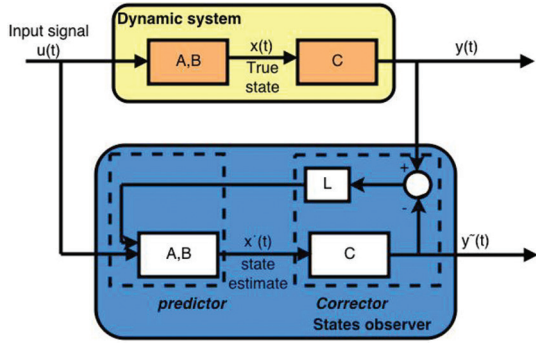 Dynamic system
Input signal
u(t)
A,B
x(t)
True
state
C
y(t)
+
-
L
A,B
x´(t)
state
estimate
C
y~(t)
predictor
Corrector
States observer